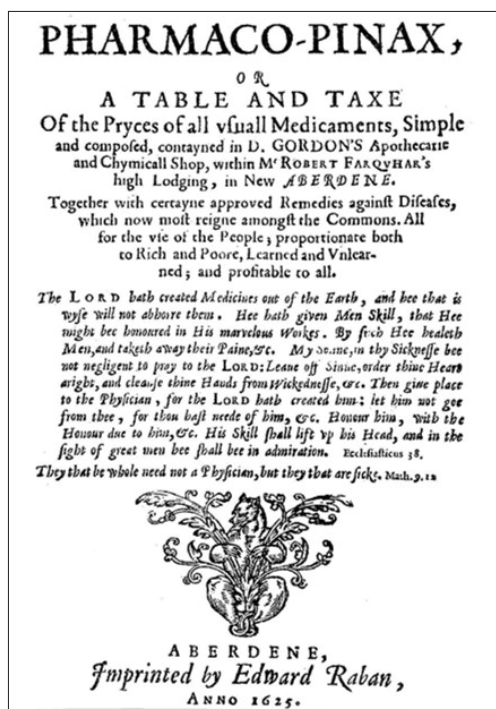 PHARMACO-PINAX,
OR
A TABLE AND TAXE
Of the Pryces of all vſuall Medicaments, Simple
and compoſed, contayned in D. GORDON'S Apothecarie
and Chymicall Shop, within Mr ROBERT FARQVHAR's
high Lodging, in New ABERDENE.
Together with certayne approved Remedies againſt Diſeaſes,
which now moſt reigne amongſt the Commons. All
for the vſe of the People; proportionate both
to Rich and Poore, Learned and Vnlear-
ned; and profitable to all.
The LORD hath created Medicines out of the Earth, and hee that is
wyſe will not abhorre them. Hee hath given Men Skill, that Hee
might bee honoured in His marvelous Workes. By ſuch Hee healeth
Men, and taketh away their Paine, &c. My Sonne, in thy Sickneſſe bee
not negligent to pray to the LORD: Leaue off Sinne, order thine Heart
aright, and cleanſe thine Hands from Wickedneſſe, &c. Then giue place
to the Phyſician, for the LORD hath created him: let him not goe
from thee, for thou haſt neede of him, &c. Honour him, with the
Honour due to him, &c. His Skill ſhall lift vp his Head, and in the
ſight of great men hee ſhall bee in admiration. Eccleſiaſticus 38.
They that be whole need not a Phyſician, but they that are ſicke. Math. 9.12
ABERDENE,
Imprinted by Edward Raban,
ANNO 1625.